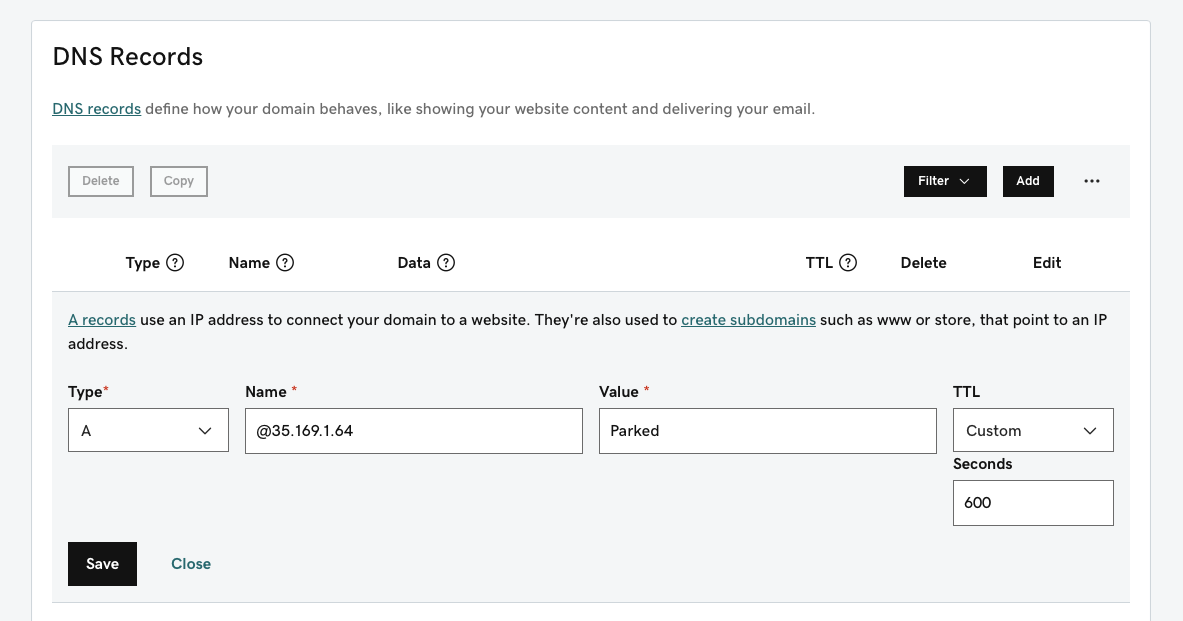 DNS Records
DNS records define how your domain behaves, like showing your website content and delivering your email.
Delete Copy Filter Add ...
Type ? Name ? Data ? TTL ? Delete Edit
A records use an IP address to connect your domain to a website. They're also used to create subdomains such as www or store, that point to an IP
address.
Type* Name * Value * TTL
A @35.169.1.64 Parked Custom
Seconds
600
Save Close